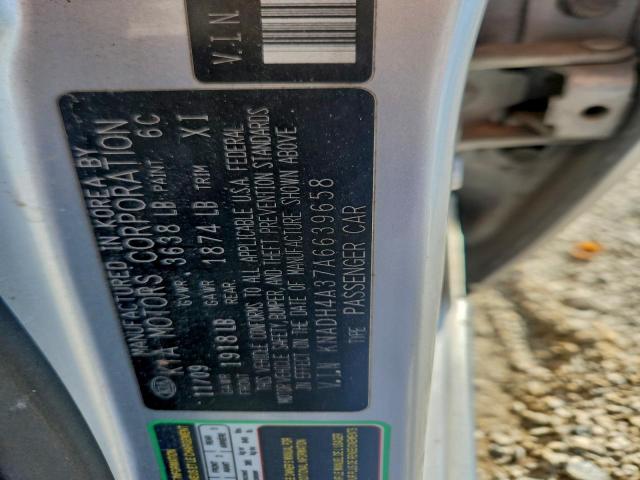 V.I.N
MANUFACTURED IN KOREA BY
KIA KIA MOTORS CORPORATION
11/09 GVWR. 3638 LB PAINT 6C
GAWR FRONT 1918 LB GAWR REAR 1874 LB TRIM XI
THIS VEHICLE CONFORMS TO ALL APPLICABLE U.S.A. FEDERAL
MOTOR VEHICLE SAFETY, BUMPER, AND THEFT PREVENTION STANDARDS
IN EFFECT ON THE DATE OF MANUFACTURE SHOWN ABOVE
V.I.N KNADH4A37A6639658
TYPE PASSENGER CAR